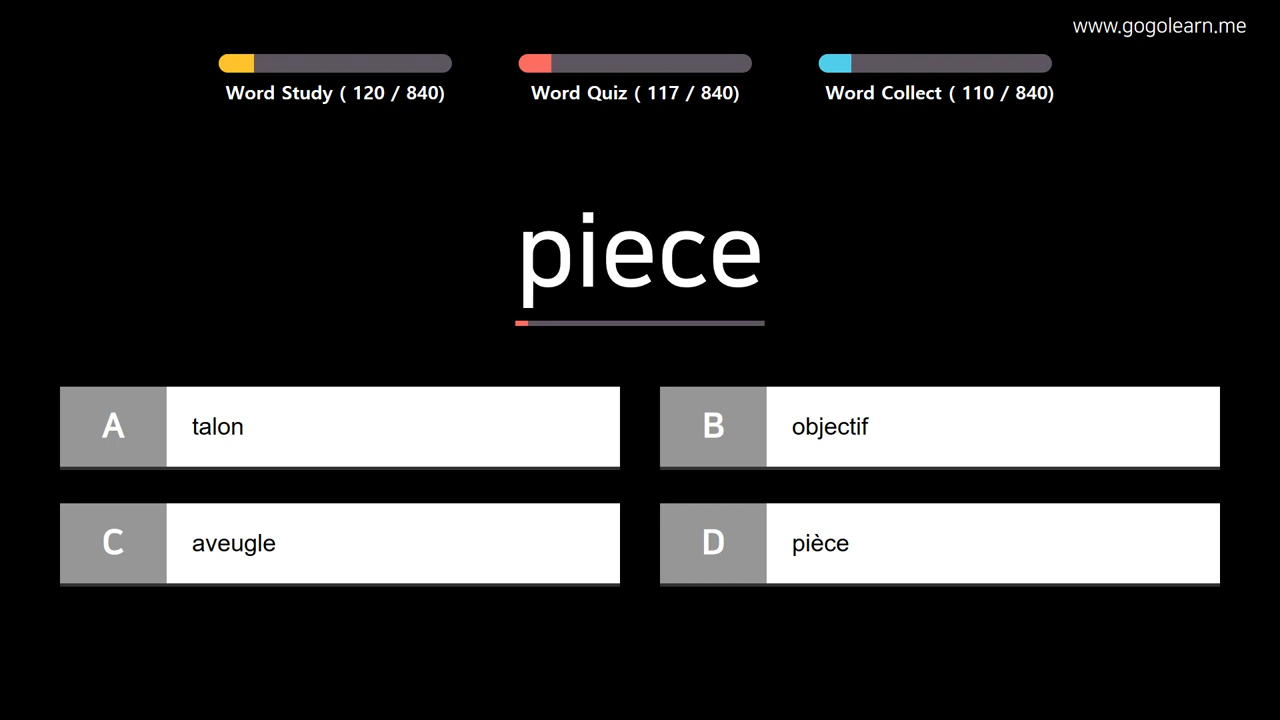 www.gogolearn.me
Word Study ( 120 / 840)
Word Quiz ( 117 / 840)
Word Collect ( 110 / 840)
piece
A talon
B objectif
C aveugle
D pièce